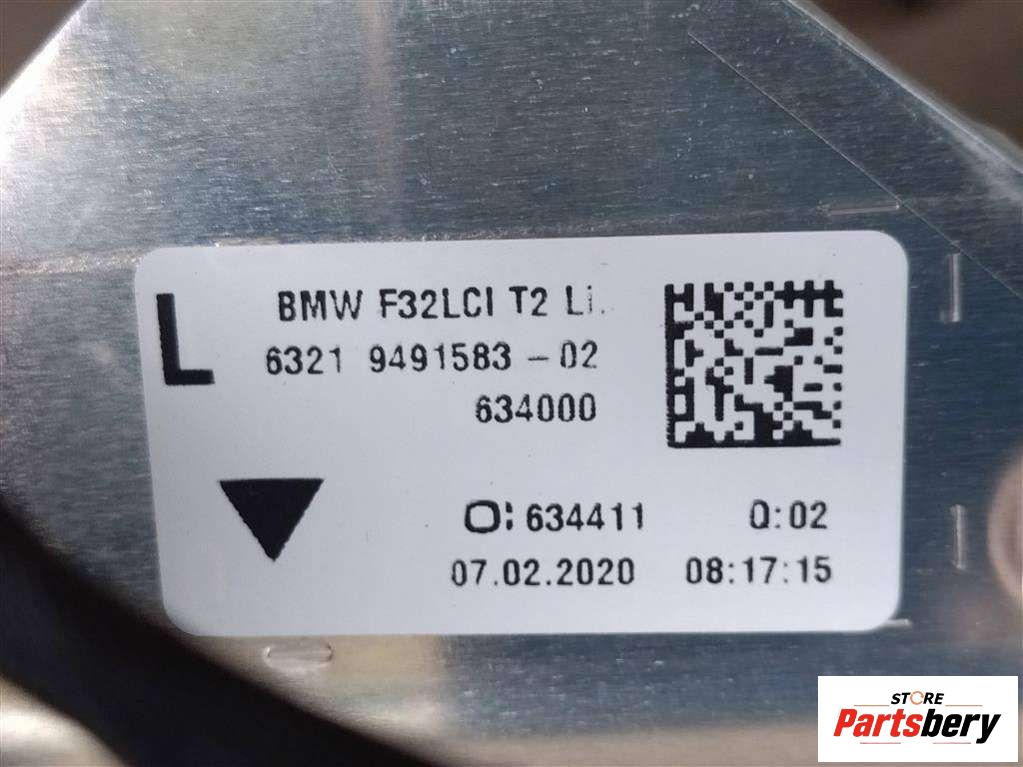 L
BMW F32LCI T2 Li.
6321 9491583-02
634000
O: 634411 Q:02
07.02.2020 08:17:15
STORE
Partsbery